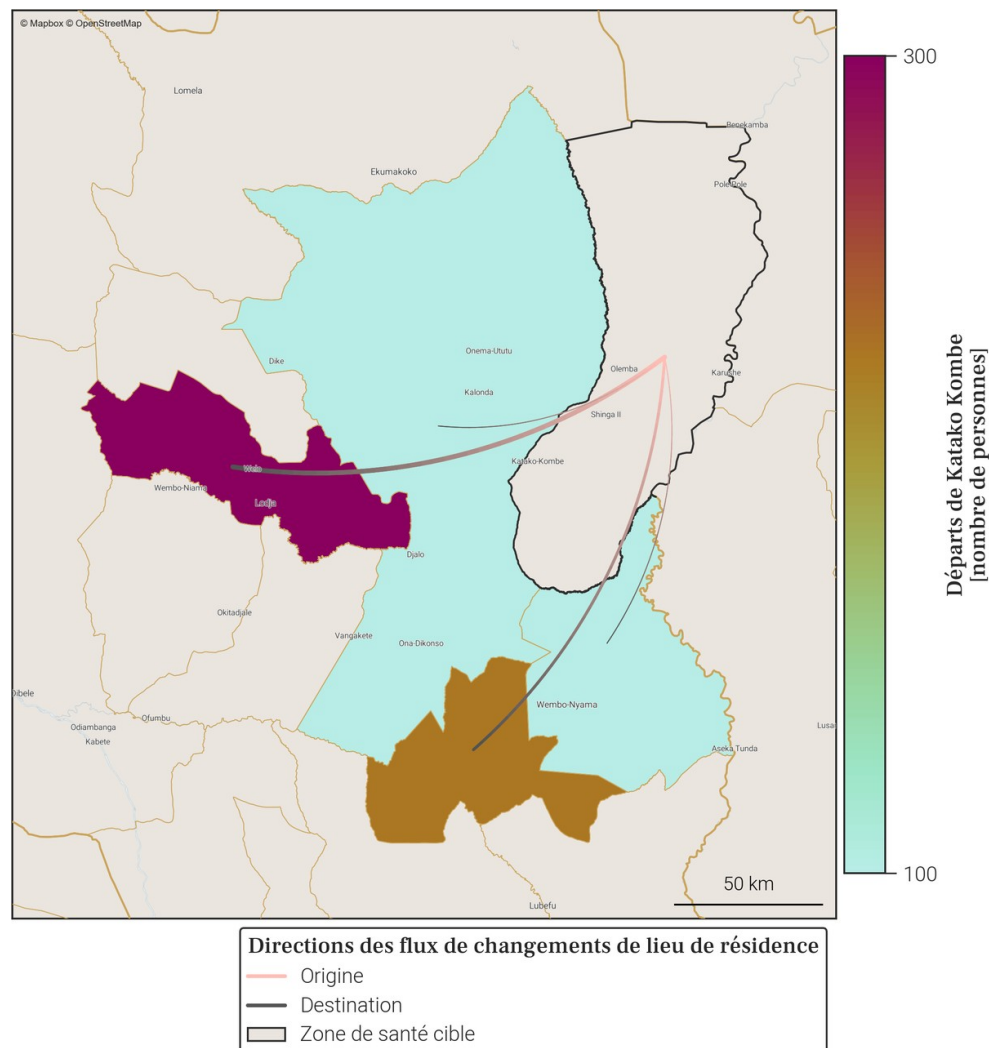 © Mapbox © OpenStreetMap
Lomela
Benekamba
Ekumakoko
Pole Pole
Onema-Ututu
Dike
Olemba
Karushe
Kalonda
Shinga II
Katako-Kombe
Welo
Wembo-Niama
Lodja
Djalo
Okitadjale
Vangakete
Ona-Dikonso
Dibele
Wembo-Nyama
Ofumbu
Odiambanga
Lusa
Kabete
Aseka Tunda
50 km
Lubefu
300
100
Départs de Katako Kombe
[nombre de personnes]
Directions des flux de changements de lieu de résidence
Origine
Destination
Zone de santé cible